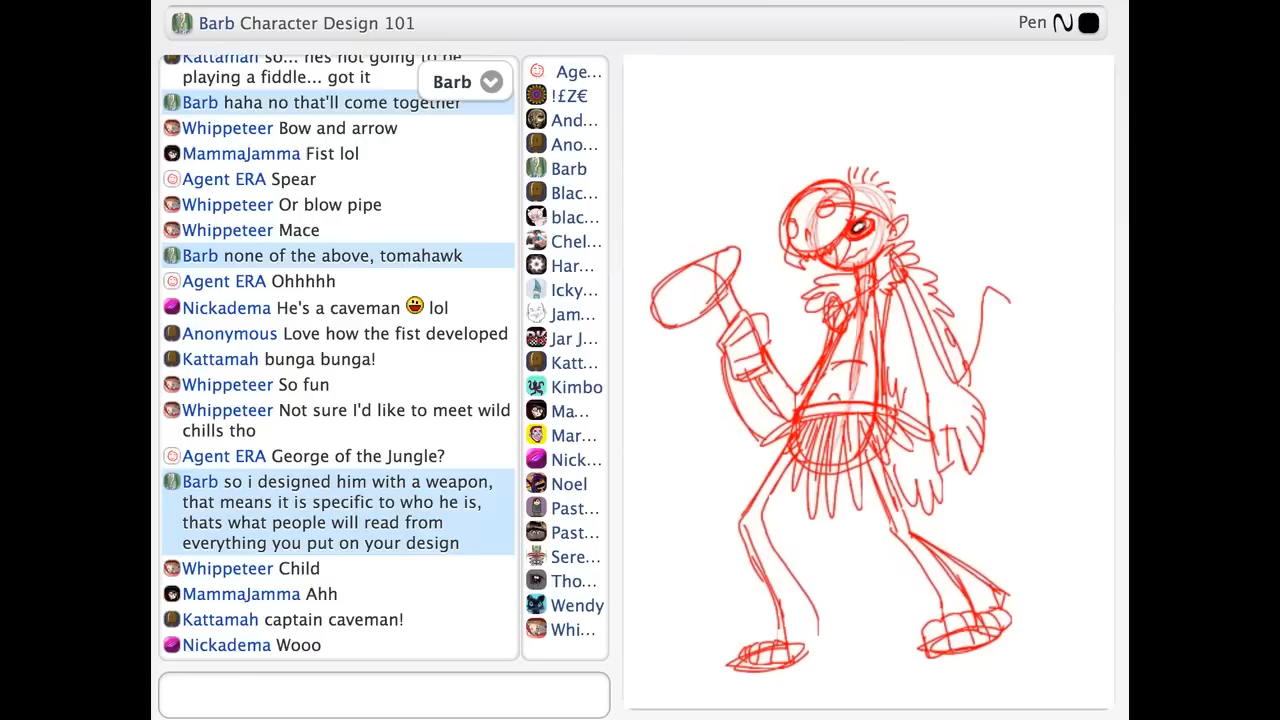 Barb Character Design 101
Pen
Kattamah so... hes not going to be
playing a fiddle... got it
Barb
Barb haha no that'll come together
Whippeteer Bow and arrow
MammaJamma Fist lol
Agent ERA Spear
Whippeteer Or blow pipe
Whippeteer Mace
Barb none of the above, tomahawk
Agent ERA Ohhhhh
Nickadema He's a caveman lol
Anonymous Love how the fist developed
Kattamah bunga bunga!
Whippeteer So fun
Whippeteer Not sure I'd like to meet wild
chills tho
Agent ERA George of the Jungle?
Barb so i designed him with a weapon,
that means it is specific to who he is,
thats what people will read from
everything you put on your design
Whippeteer Child
MammaJamma Ahh
Kattamah captain caveman!
Nickadema Wooo
Age...
!£Z€
And...
Ano...
Barb
Blac...
blac...
Chel...
Har...
Icky...
Jam...
Jar J...
Katt...
Kimbo
Ma...
Mar...
Nick...
Noel
Past...
Past...
Sere...
Tho...
Wendy
Whi...